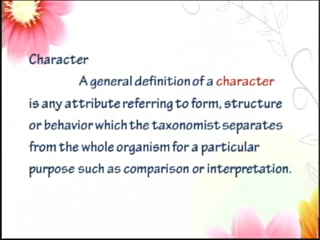 Character
A general definition of a character
is any attribute referring to form, structure
or behavior which the taxonomist separates
from the whole organism for a particular
purpose such as comparison or interpretation.